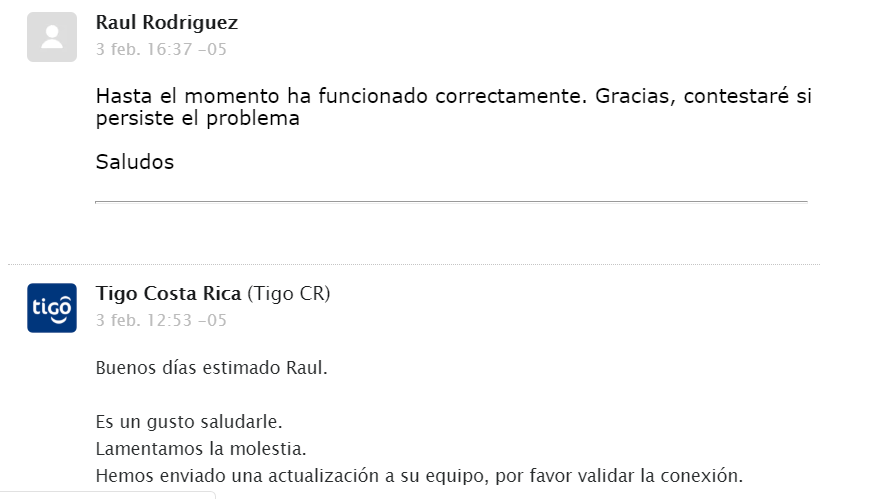 Raul Rodriguez
3 feb. 16:37 -05
Hasta el momento ha funcionado correctamente. Gracias, contestaré si
persiste el problema
Saludos
tigo
Tigo Costa Rica (Tigo CR)
3 feb. 12:53 -05
Buenos días estimado Raul.
Es un gusto saludarle.
Lamentamos la molestia.
Hemos enviado una actualización a su equipo, por favor validar la conexión.